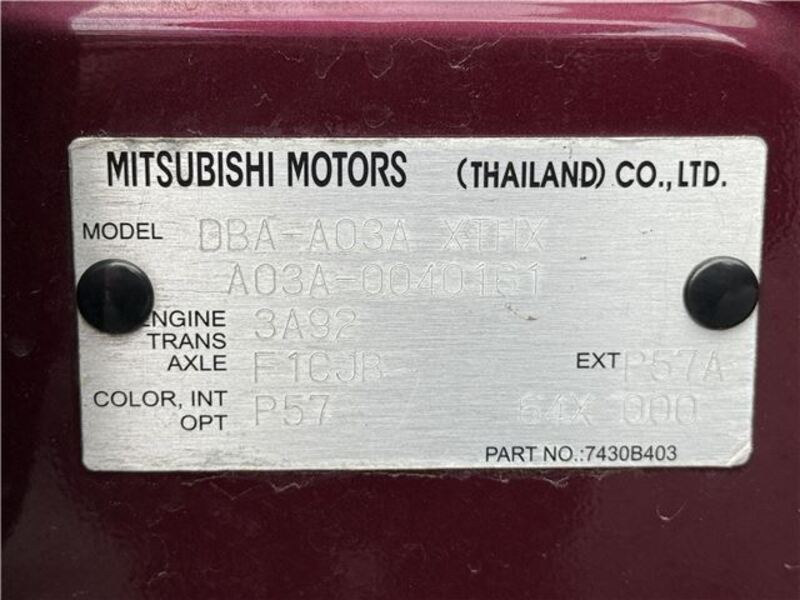 MITSUBISHI MOTORS (THAILAND) CO., LTD.
MODEL DBA-A03A XTHX
A03A-0040161
ENGINE 3A92
TRANS
AXLE F1CJB EXT P57A
COLOR, INT
OPT P57 64X 000
PART NO.:7430B403